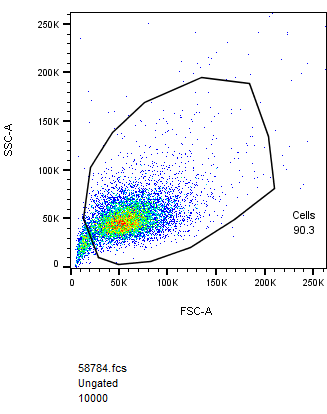 250K
200K
SSC-A
150K
100K
50K
0
Cells
90.3
0 50K 100K 150K 200K 250K
FSC-A
58784.fcs
Ungated
10000